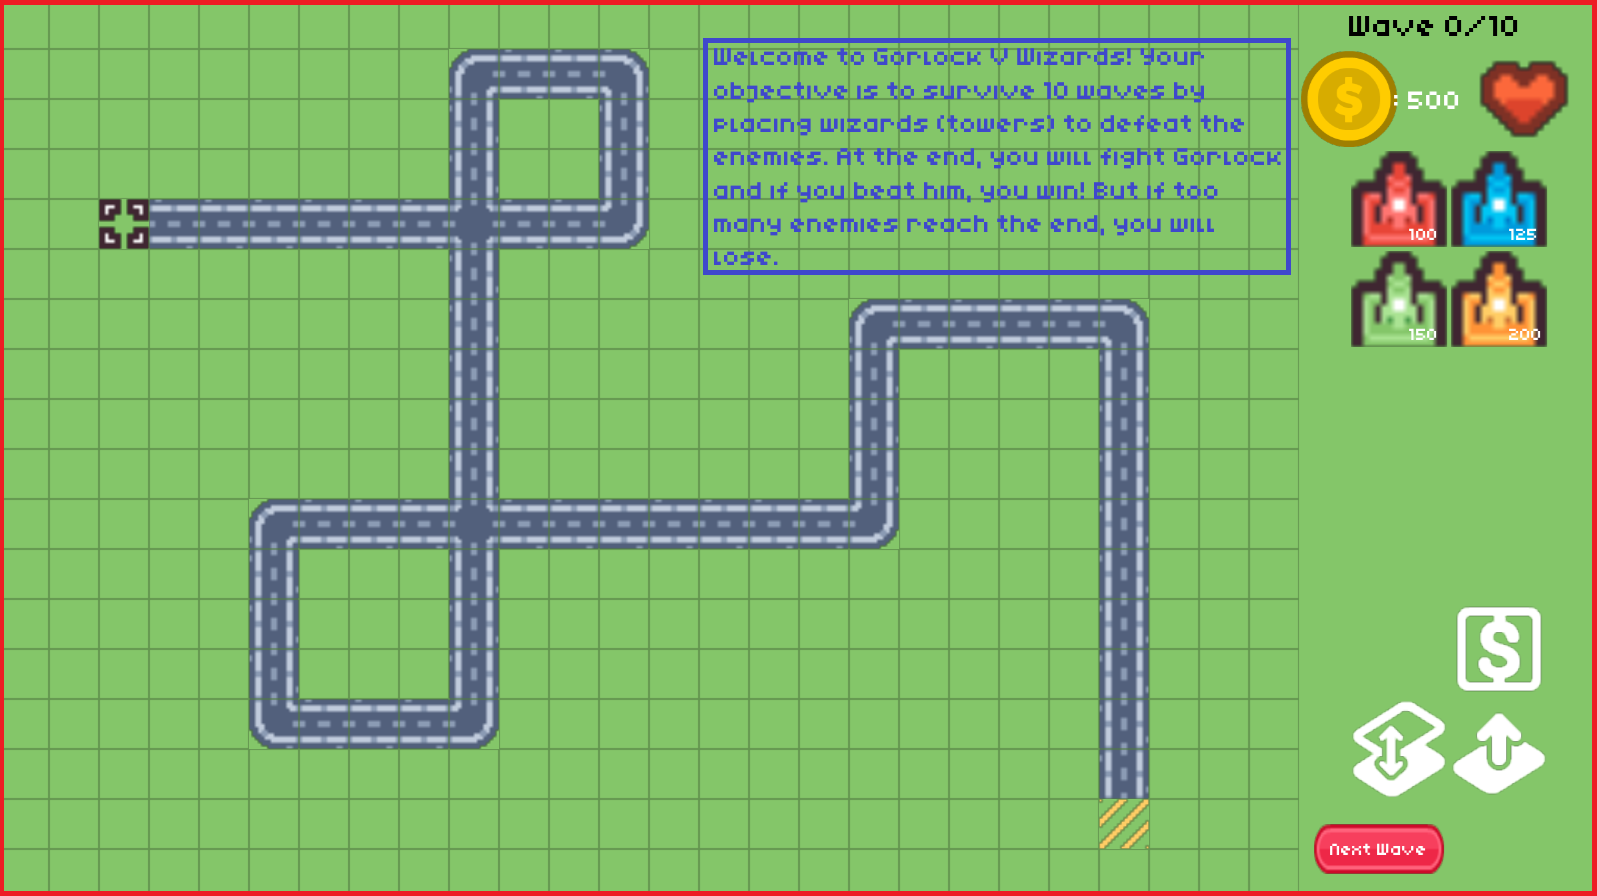 Wave 0/10
Welcome to Gorlock V Wizards! Your
objective is to survive 10 waves by
placing wizards (towers) to defeat the
enemies. At the end, you will fight Gorlock
and if you beat him, you win! But if too
many enemies reach the end, you will
lose.
$
: 500
100
125
150
200
$
Next Wave